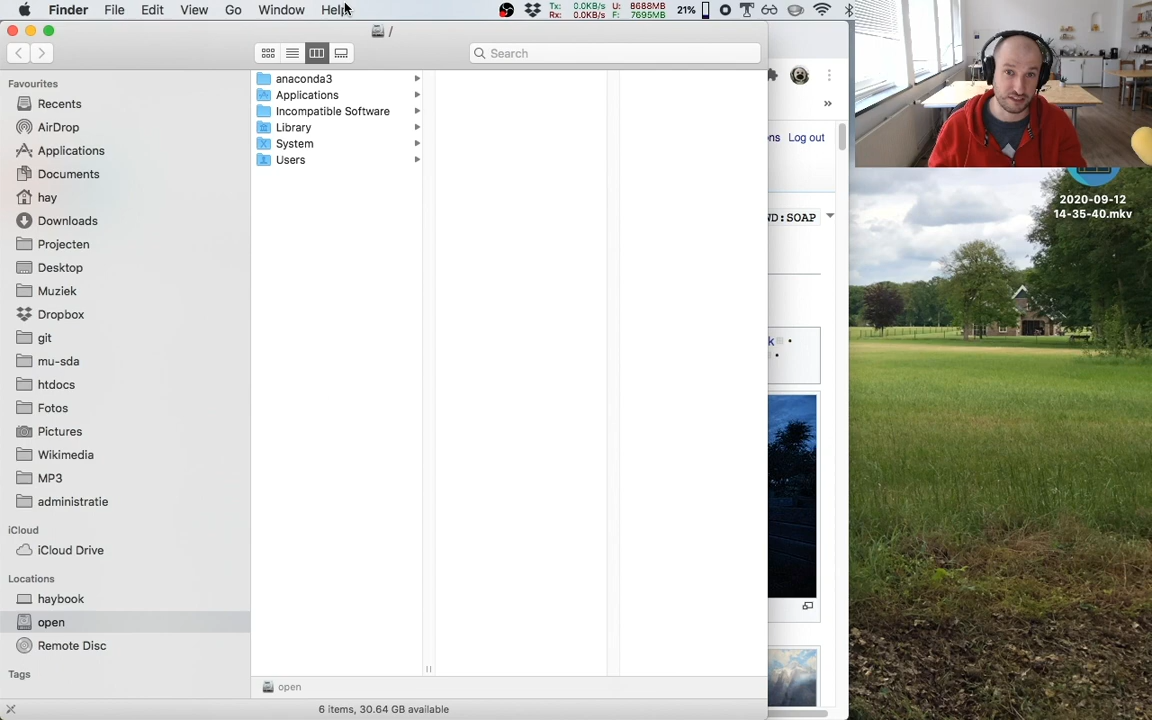 Finder File Edit View Go Window Help
Tx: 0.0KB/s U: 8688MB
Rx: 0.0KB/s F: 7695MB
21%
/
Search
Favourites
Recents
AirDrop
Applications
Documents
hay
Downloads
Projecten
Desktop
Muziek
Dropbox
git
mu-sda
htdocs
Fotos
Pictures
Wikimedia
MP3
administratie
iCloud
iCloud Drive
Locations
haybook
open
Remote Disc
Tags
anaconda3
Applications
Incompatible Software
Library
System
Users
open
6 items, 30.64 GB available
ns Log out
ND:SOAP
k
2020-09-12
14-35-40.mkv